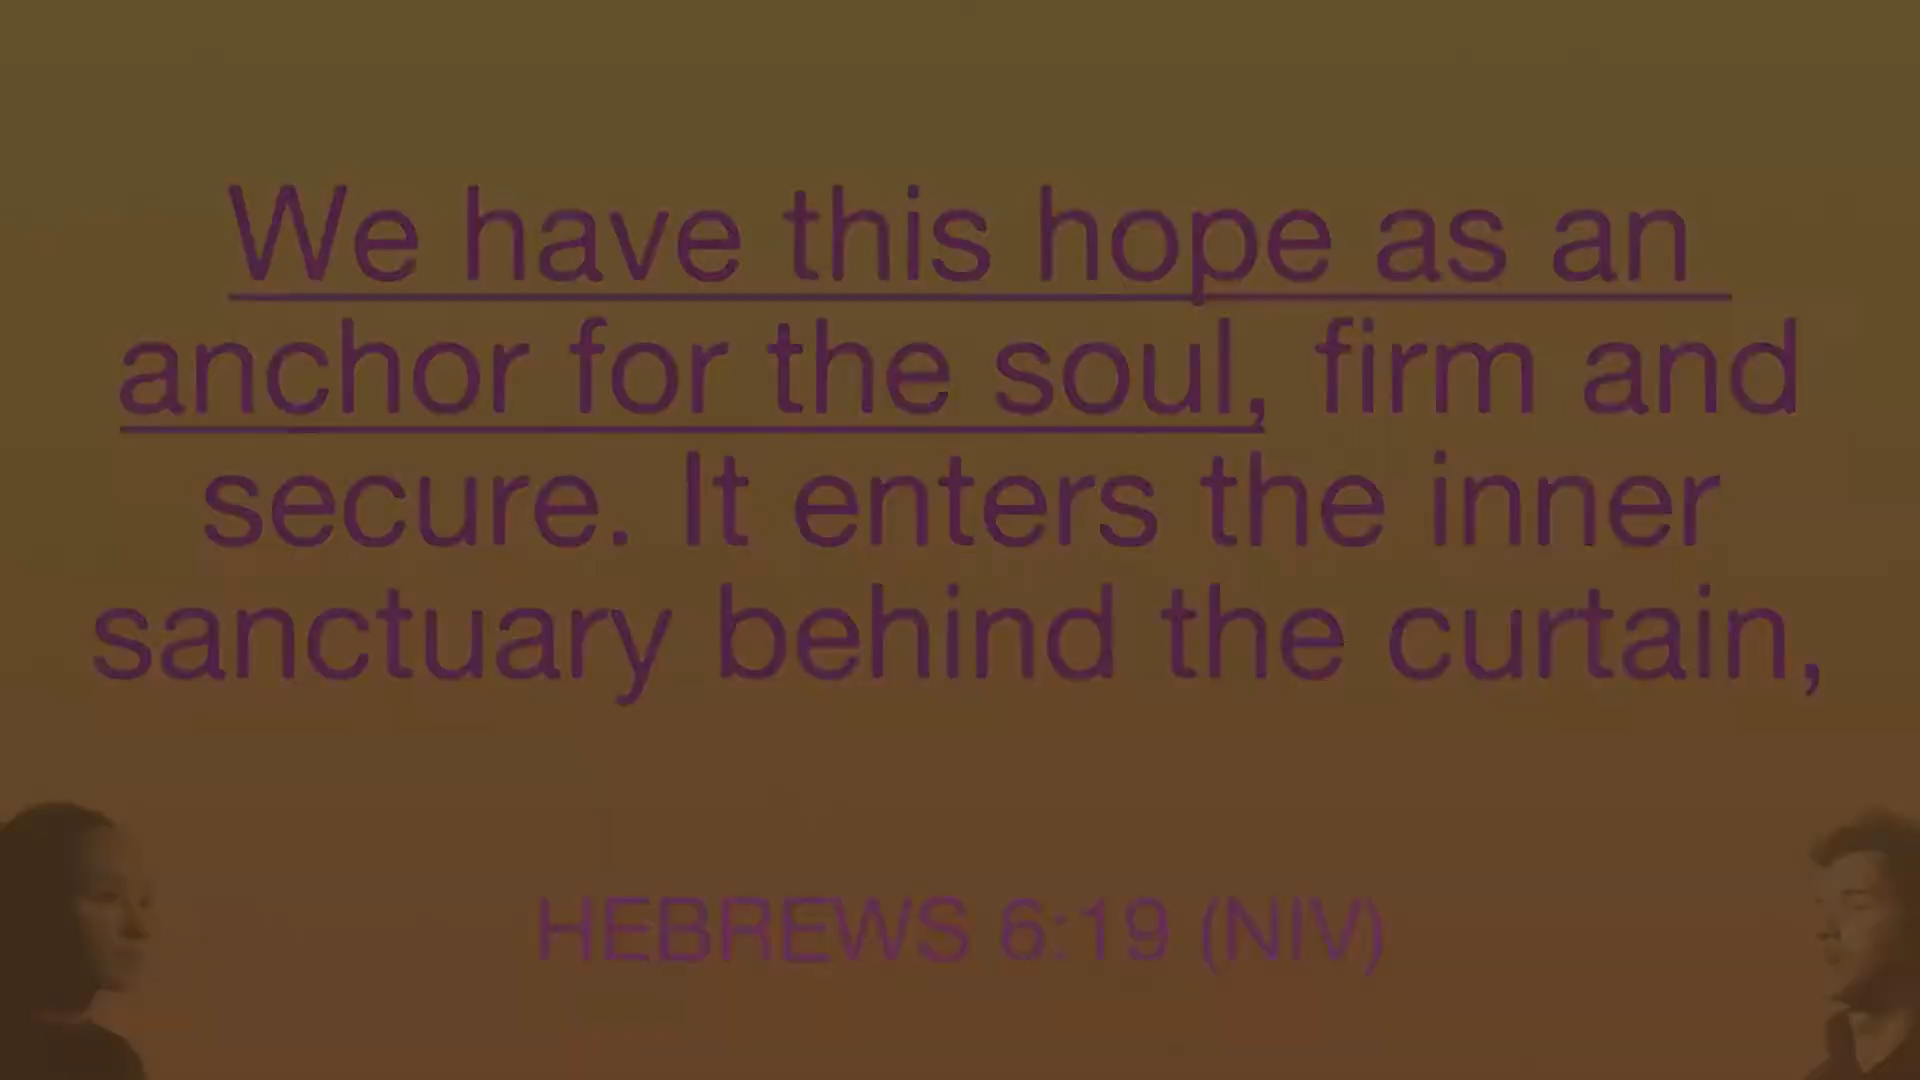 We have this hope as an
anchor for the soul, firm and
secure. It enters the inner
sanctuary behind the curtain,
HEBREWS 6:19 (NIV)